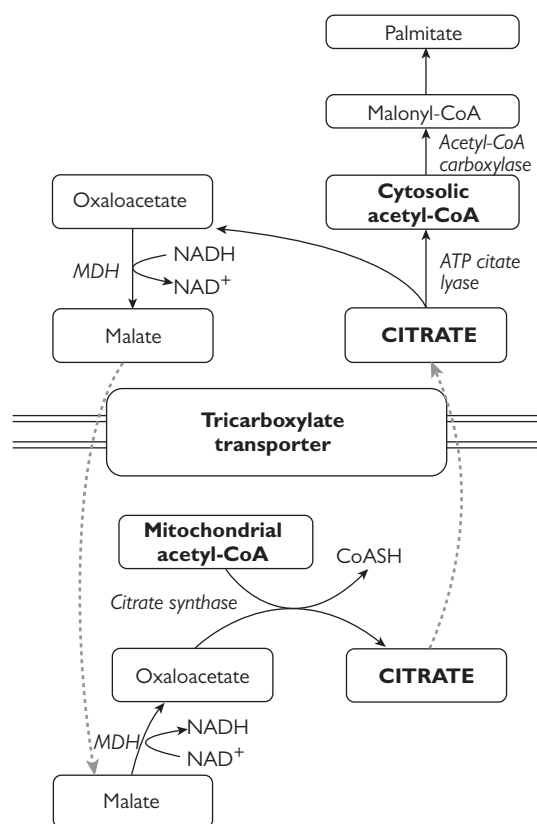 Palmitate
Malonyl-CoA
Acetyl-CoA
carboxylase
Cytosolic
acetyl-CoA
Oxaloacetate
MDH
NADH
NAD+
ATP citate
lyase
Malate
CITRATE
Tricarboxylate
transporter
Mitochondrial
acetyl-CoA
CoASH
Citrate synthase
Oxaloacetate
CITRATE
MDH
NADH
NAD+
Malate